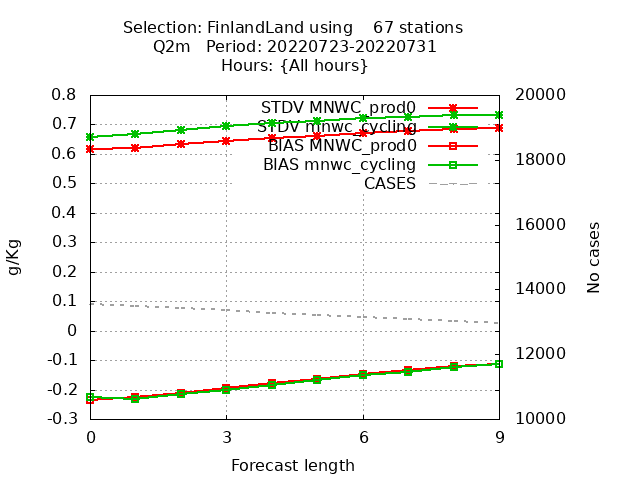 Selection: FinlandLand using    67 stations
Q2m   Period: 20220723-20220731
Hours: {All hours}
STDV MNWC_prod0
STDV mnwc_cycling
BIAS MNWC_prod0
BIAS mnwc_cycling
CASES
0.8
0.7
0.6
0.5
0.4
0.3
0.2
0.1
0
-0.1
-0.2
-0.3
g/Kg
20000
18000
16000
14000
12000
10000
No cases
0 3 6 9
Forecast length